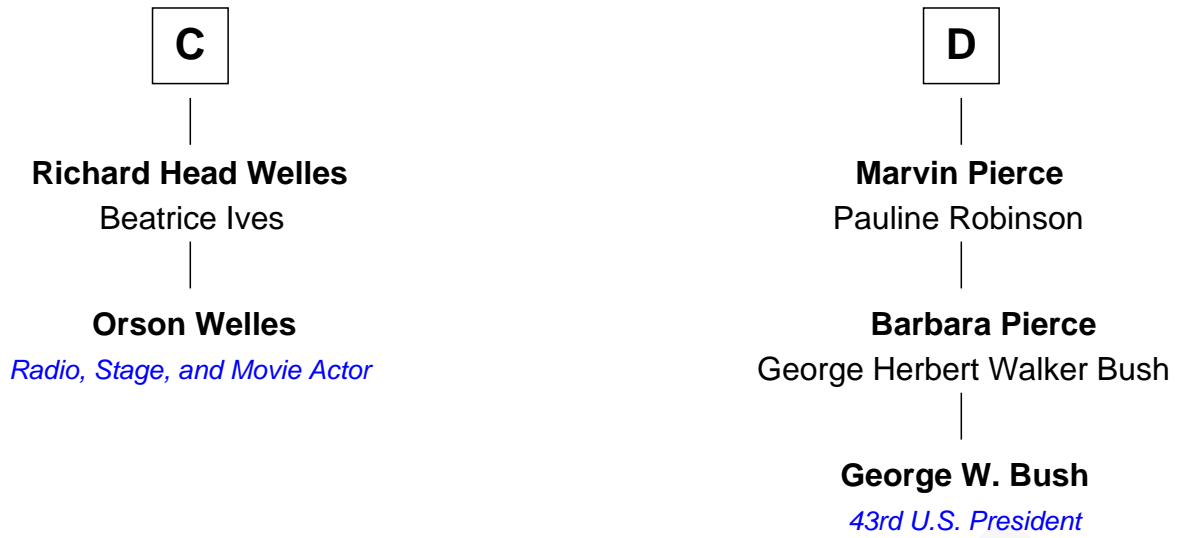 C
Richard Head Welles
Beatrice Ives
Orson Welles
Radio, Stage, and Movie Actor
D
Marvin Pierce
Pauline Robinson
Barbara Pierce
George Herbert Walker Bush
George W. Bush
43rd U.S. President